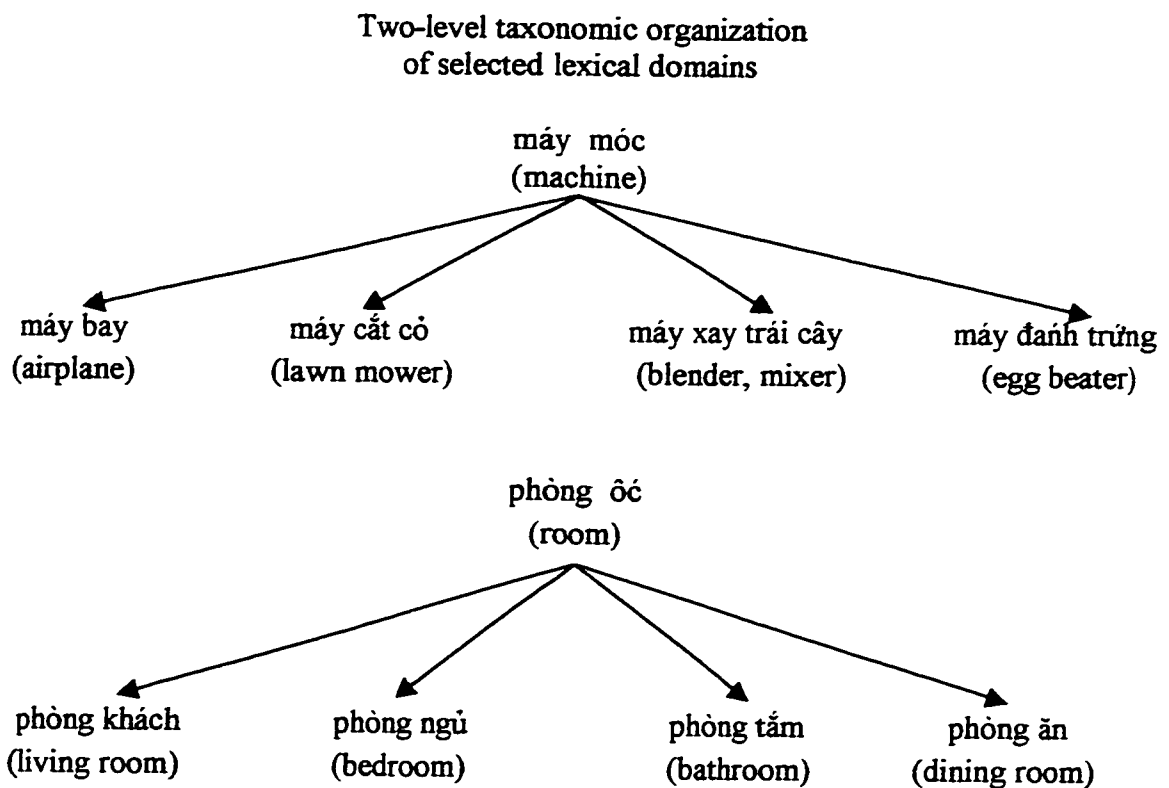 Two-level taxonomic organization
of selected lexical domains
máy móc
(machine)
máy bay
(airplane)
máy cắt cỏ
(lawn mower)
máy xay trái cây
(blender, mixer)
máy đańh trứng
(egg beater)
phòng ốc
(room)
phòng khách
(living room)
phòng ngủ
(bedroom)
phòng tắm
(bathroom)
phòng ăn
(dining room)